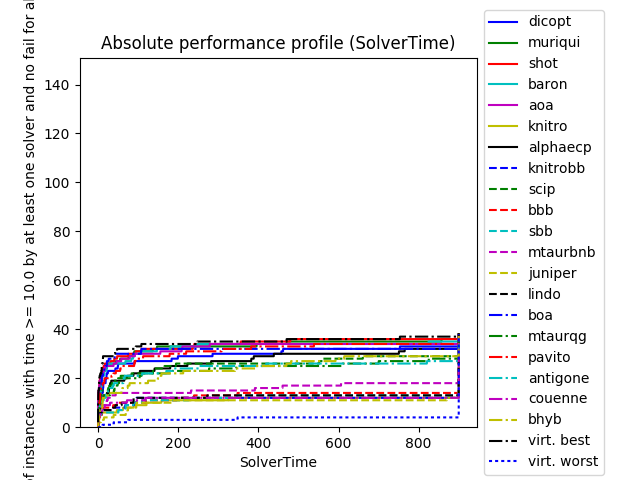 Absolute performance profile (SolverTime)
of instances with time >= 10.0 by at least one solver and no fail for
140
120
100
80
60
40
20
0
0 200 400 600 800
SolverTime
dicopt
muriqui
shot
baron
aoa
knitro
alphaecp
knitrobb
scip
bbb
sbb
mtaurbnb
juniper
lindo
boa
mtaurqg
pavito
antigone
couenne
bhyb
virt. best
virt. worst